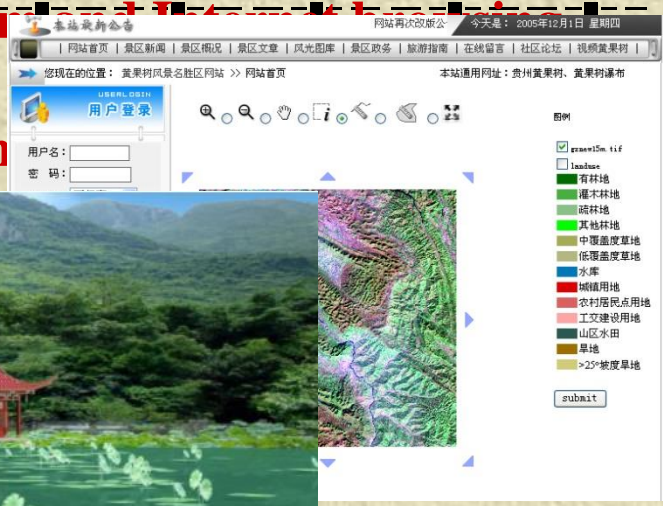 m and Internet browsing
本站最新公告 网站再次改版公 今天是: 2005年12月1日 星期四
| 网站首页 | 景区新闻 | 景区概况 | 景区文章 | 风光图库 | 景区政务 | 旅游指南 | 在线留言 | 社区论坛 | 视频黄果树 |
您现在的位置: 黄果树风景名胜区网站 >> 网站首页 本站通用网址：贵州黄果树、黄果树瀑布
USERLOGIN
用户登录
用户名：
密 码：
图例
gznew15m.tif
landuse
有林地
灌木林地
疏林地
其他林地
中覆盖度草地
低覆盖度草地
水库
城镇用地
农村居民点用地
工交建设用地
山区水田
旱地
>25°坡度旱地
submit